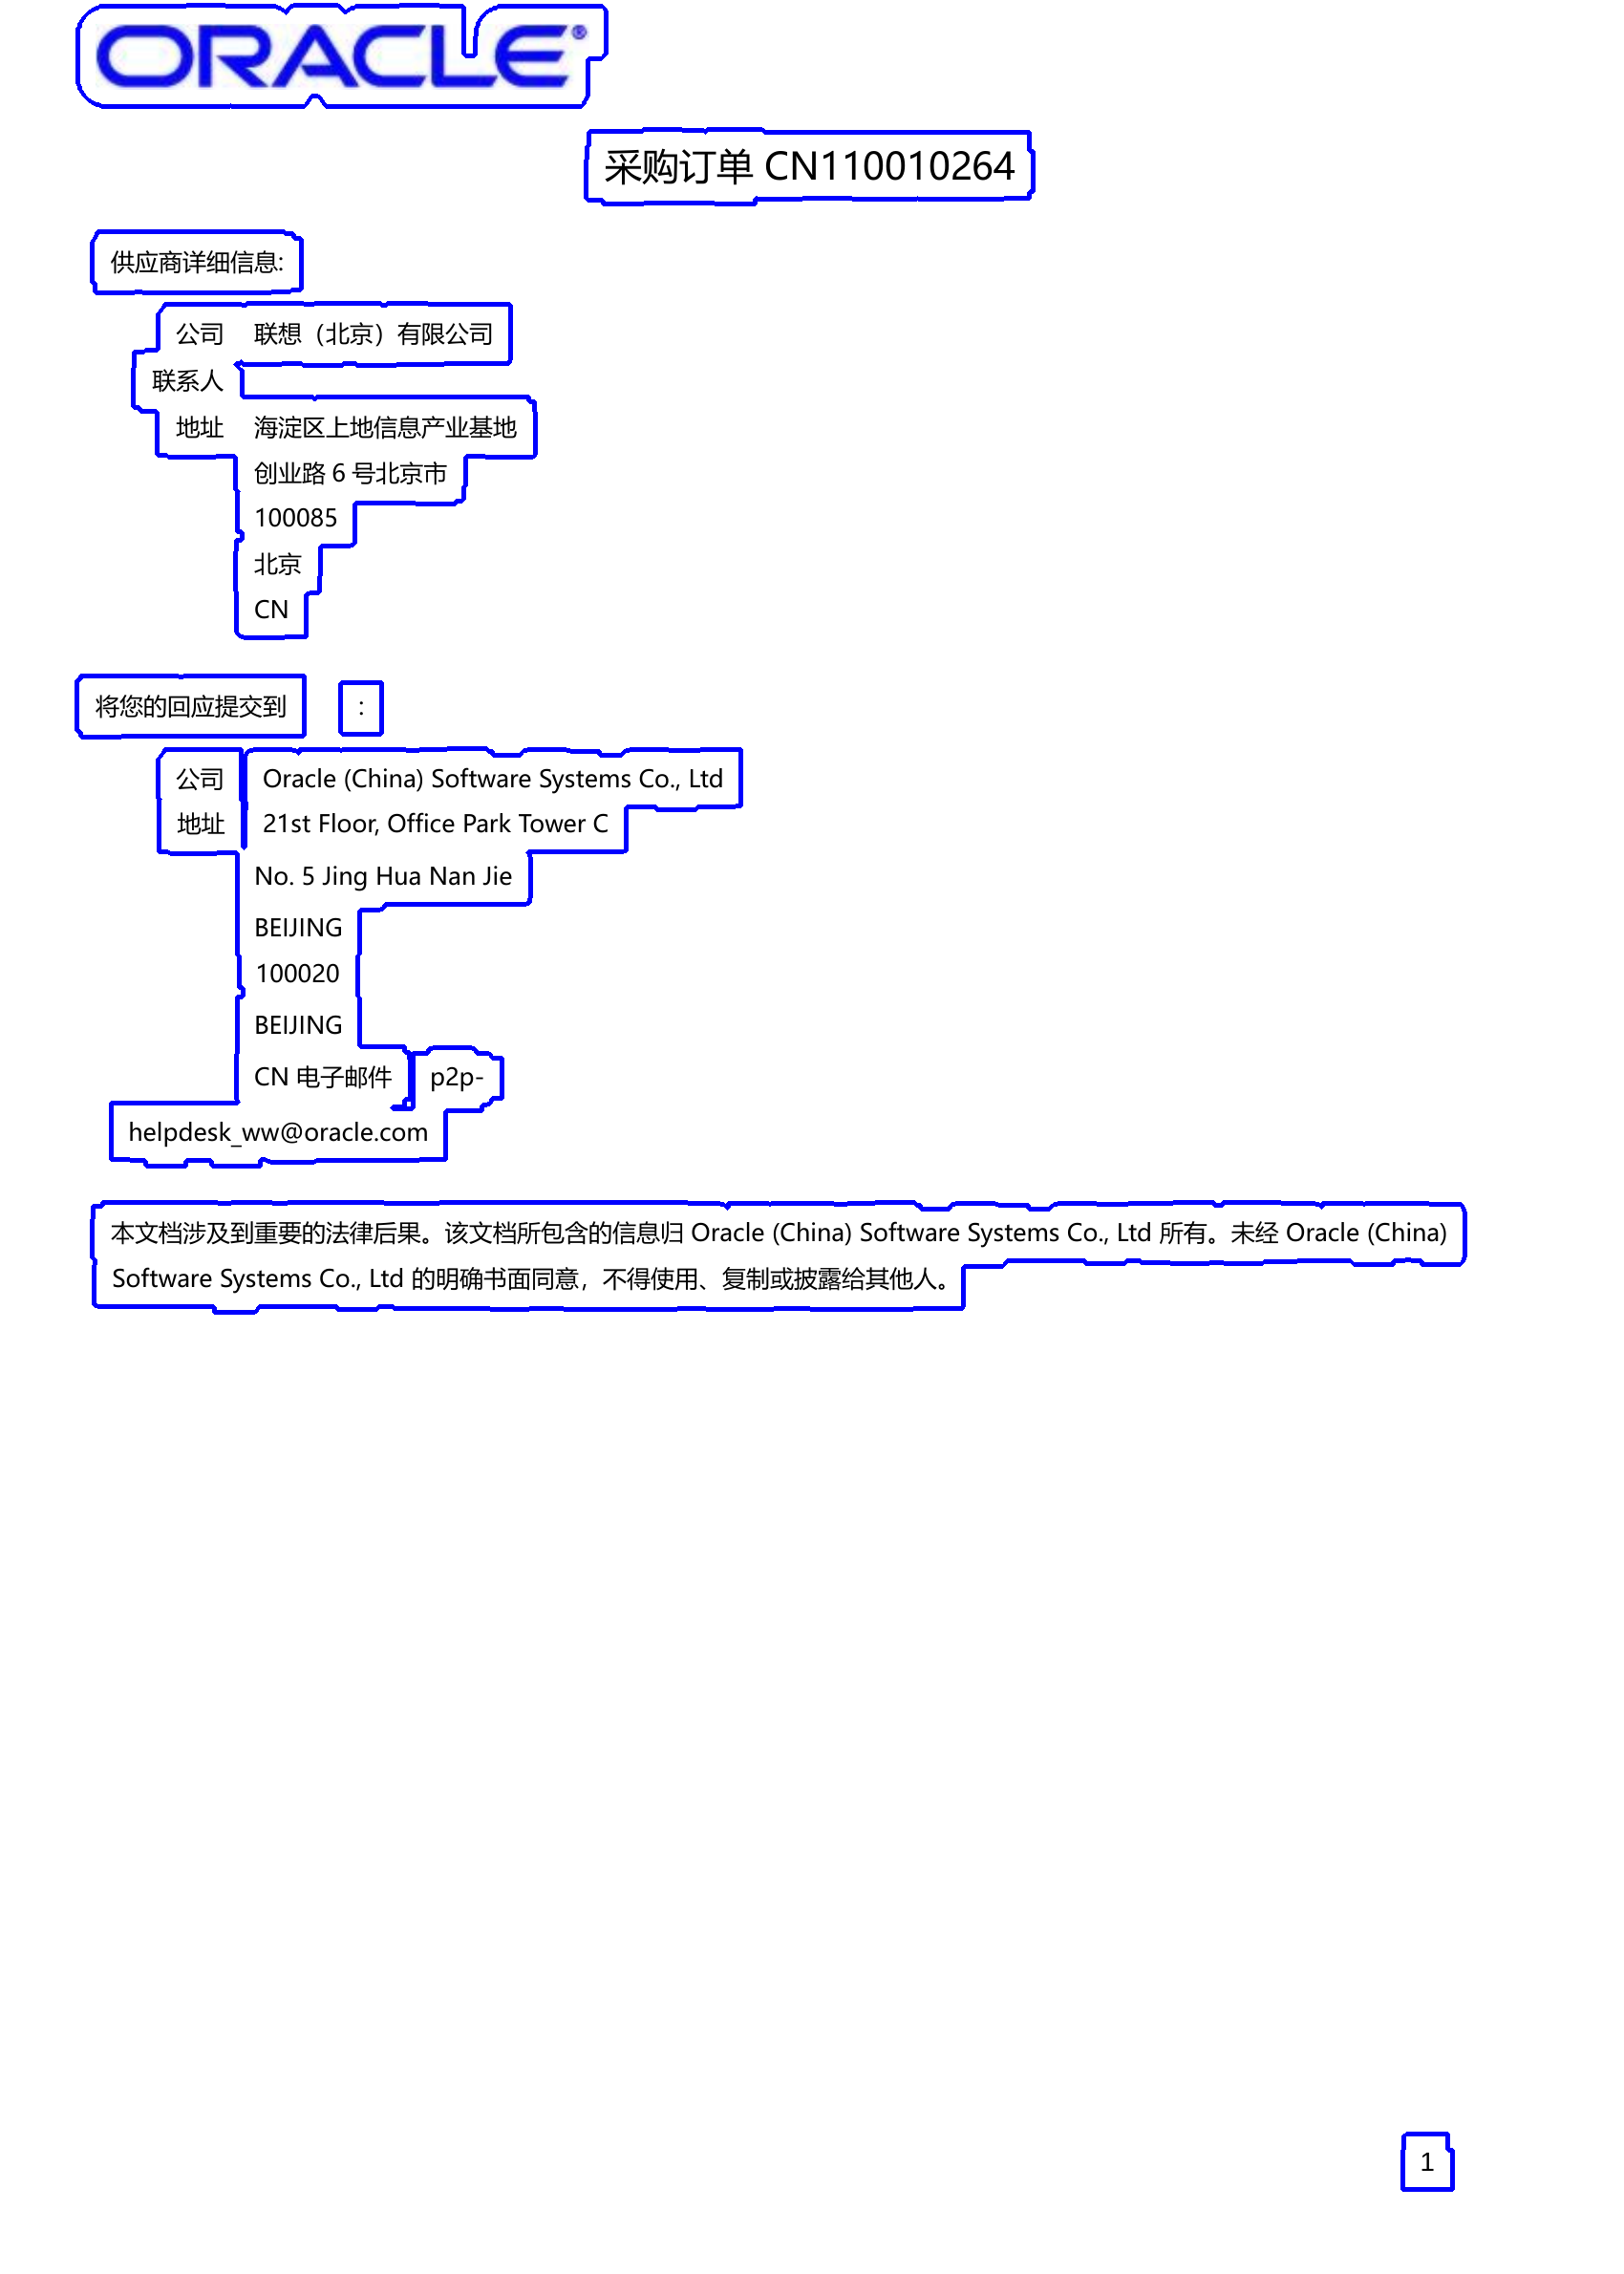 ORACLE®
采购订单 CN110010264
供应商详细信息:
公司 联想（北京）有限公司
联系人
地址 海淀区上地信息产业基地
创业路 6 号北京市
100085
北京
CN
将您的回应提交到 :
公司 Oracle (China) Software Systems Co., Ltd
地址 21st Floor, Office Park Tower C
No. 5 Jing Hua Nan Jie
BEIJING
100020
BEIJING
CN 电子邮件 p2p-
helpdesk_ww@oracle.com
本文档涉及到重要的法律后果。该文档所包含的信息归 Oracle (China) Software Systems Co., Ltd 所有。未经 Oracle (China)
Software Systems Co., Ltd 的明确书面同意，不得使用、复制或披露给其他人。
1